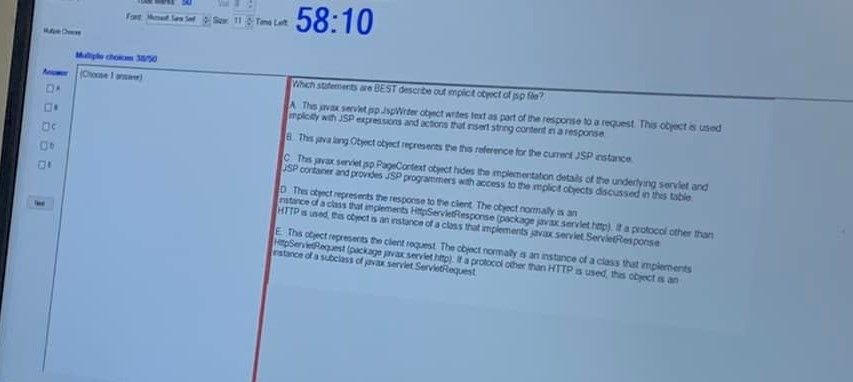 Total Marks: 50
Font: Microsoft Sans Serif Size: 11 Time Left: 58:10
Multiple Choices
Multiple choices 38/50
Answer (Choose 1 answer)
A
B
C
D
E
Next
Which statements are BEST describe out implicit object of jsp file?
A. This javax.servlet.jsp.JspWriter object writes text as part of the response to a request. This object is used
implicitly with JSP expressions and actions that insert string content in a response.
B. This java.lang.Object object represents the this reference for the current JSP instance.
C. This javax.servlet.jsp.PageContext object hides the implementation details of the underlying servlet and
JSP container and provides JSP programmers with access to the implicit objects discussed in this table.
D. This object represents the response to the client. The object normally is an
instance of a class that implements HttpServletResponse (package javax.servlet.http). If a protocol other than
HTTP is used, this object is an instance of a class that implements javax.servlet.ServletResponse.
E. This object represents the client request. The object normally is an instance of a class that implements
HttpServletRequest (package javax.servlet.http). If a protocol other than HTTP is used, this object is an
instance of a subclass of javax.servlet.ServletRequest.